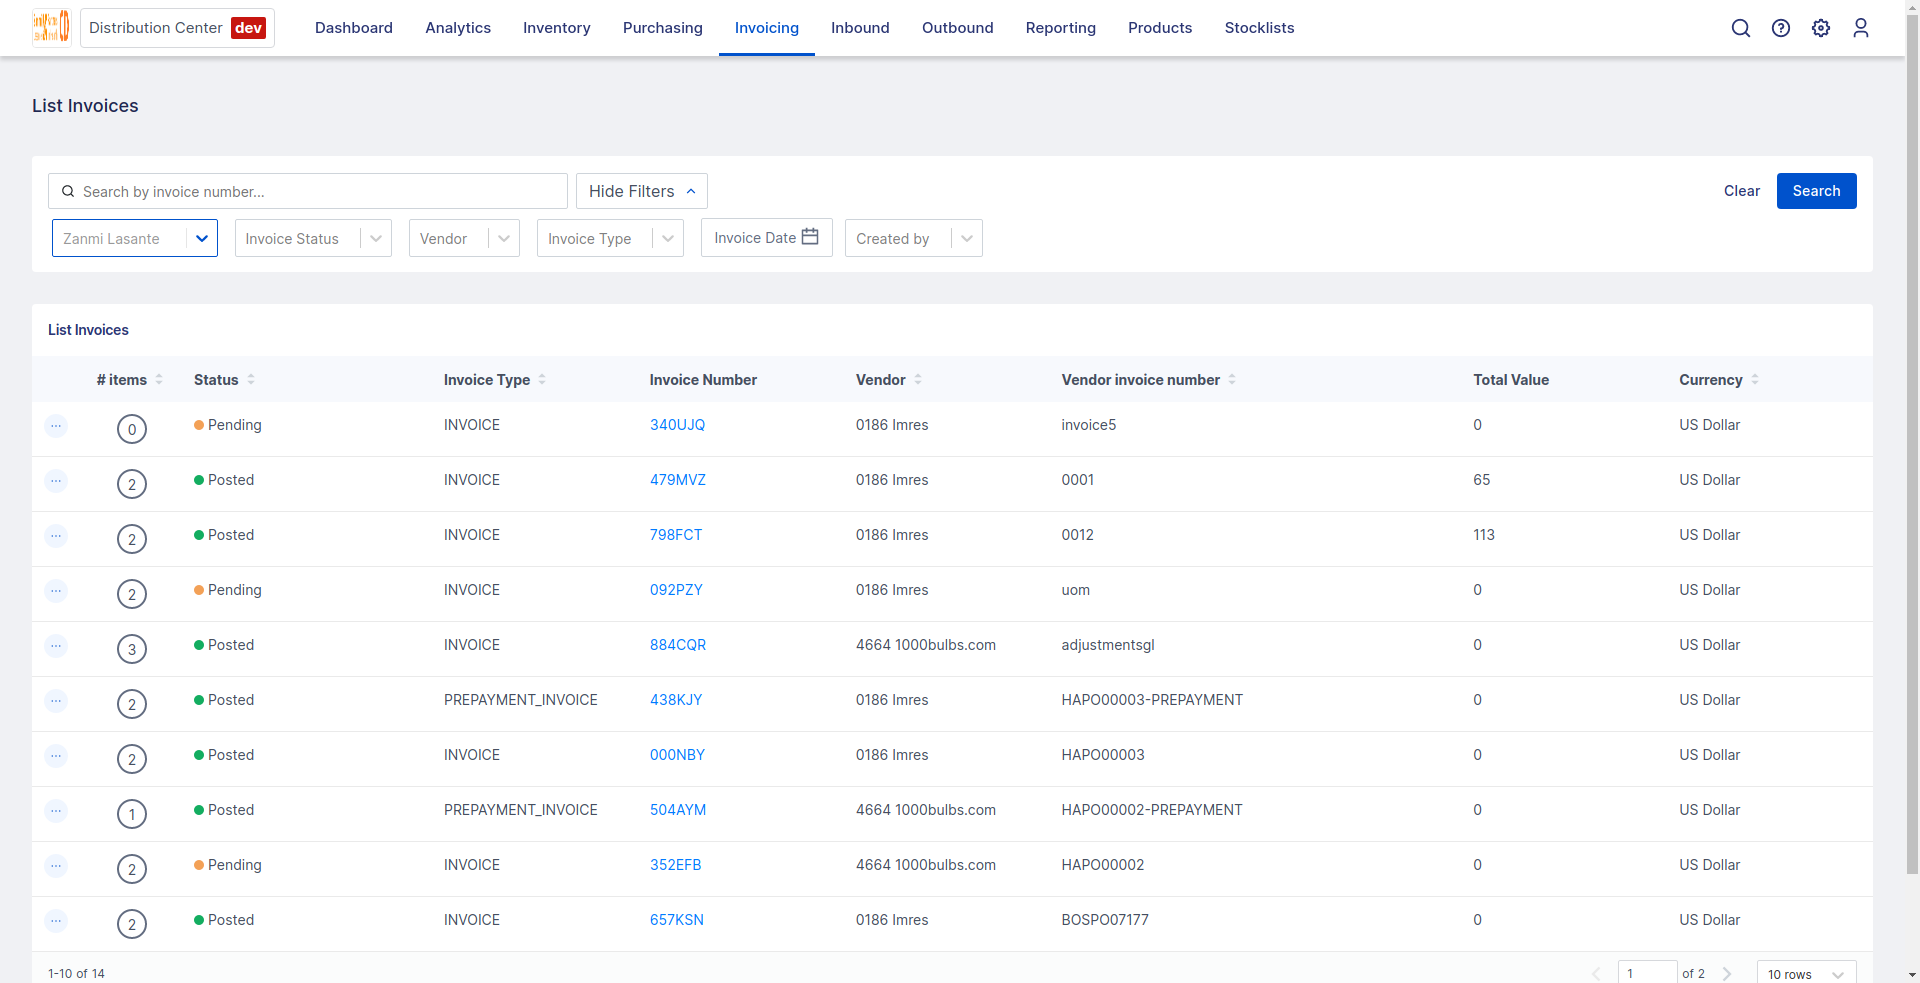 Distribution Center dev Dashboard Analytics Inventory Purchasing Invoicing Inbound Outbound Reporting Products Stocklists
List Invoices
Search by invoice number... Hide Filters Clear Search
Zanmi Lasante Invoice Status Vendor Invoice Type Invoice Date Created by
List Invoices
# items Status Invoice Type Invoice Number Vendor Vendor invoice number Total Value Currency
0 Pending INVOICE 340UJQ 0186 Imres invoice5 0 US Dollar
2 Posted INVOICE 479MVZ 0186 Imres 0001 65 US Dollar
2 Posted INVOICE 798FCT 0186 Imres 0012 113 US Dollar
2 Pending INVOICE 092PZY 0186 Imres uom 0 US Dollar
3 Posted INVOICE 884CQR 4664 1000bulbs.com adjustmentsgl 0 US Dollar
2 Posted PREPAYMENT_INVOICE 438KJY 0186 Imres HAPO00003-PREPAYMENT 0 US Dollar
2 Posted INVOICE 000NBY 0186 Imres HAPO00003 0 US Dollar
1 Posted PREPAYMENT_INVOICE 504AYM 4664 1000bulbs.com HAPO00002-PREPAYMENT 0 US Dollar
2 Pending INVOICE 352EFB 4664 1000bulbs.com HAPO00002 0 US Dollar
2 Posted INVOICE 657KSN 0186 Imres BOSPO07177 0 US Dollar
1-10 of 14 1 of 2 10 rows